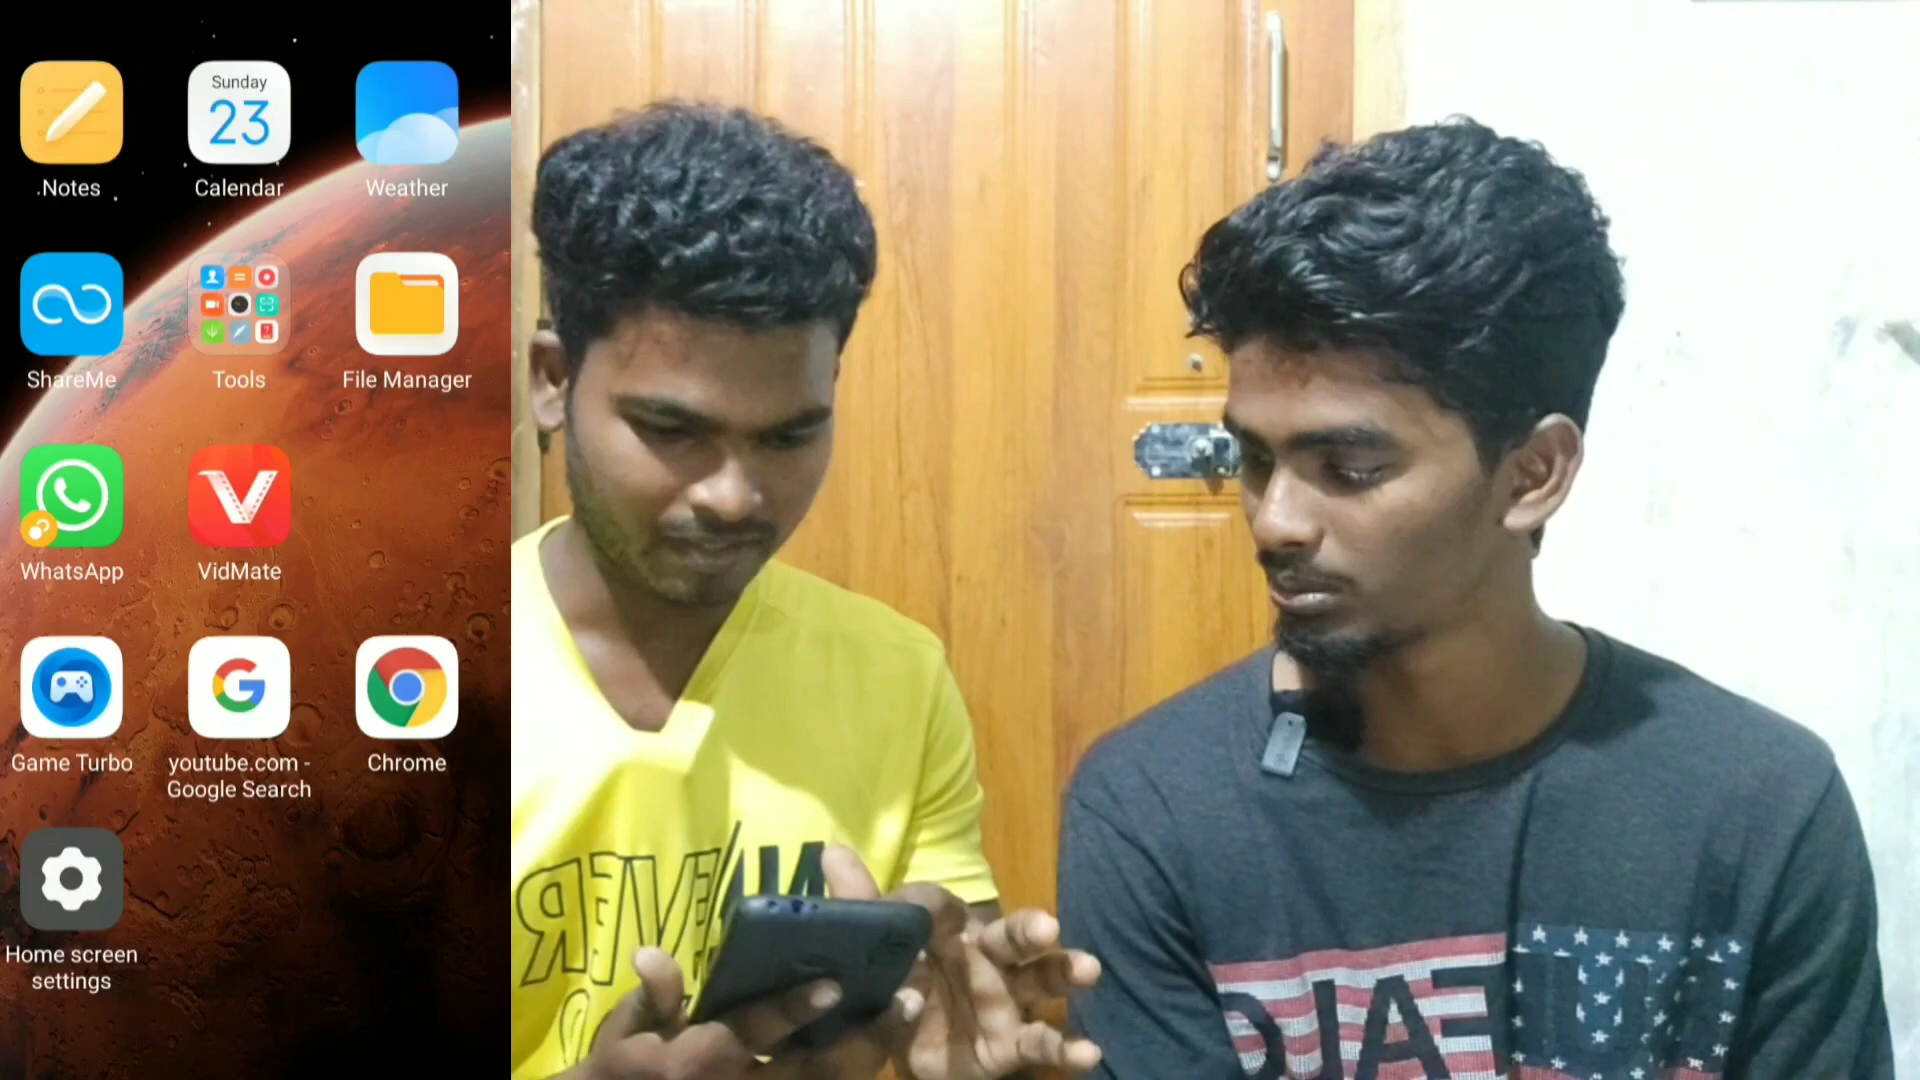 Sunday
23
Notes
Calendar
Weather
ShareMe
Tools
File Manager
WhatsApp
VidMate
Game Turbo
youtube.com -
Google Search
Chrome
Home screen
settings